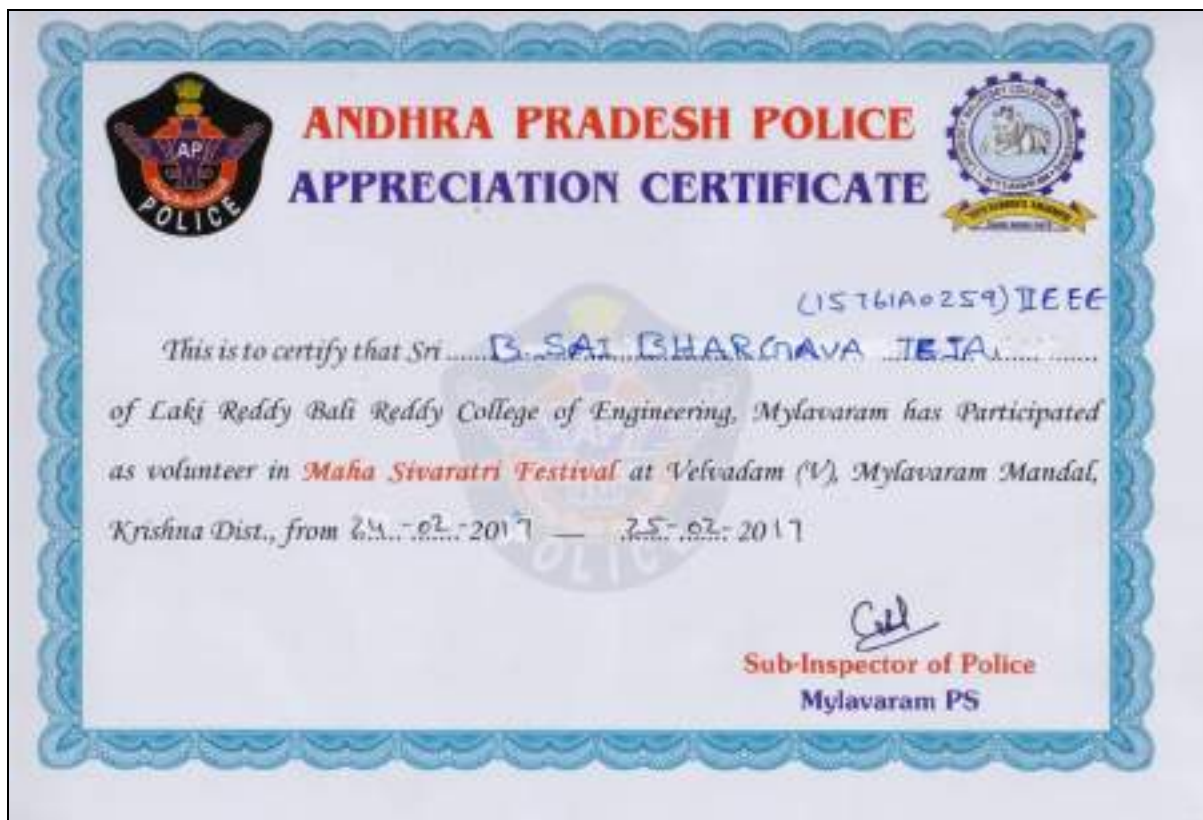 ANDHRA PRADESH POLICE
APPRECIATION CERTIFICATE
AP
POLICE
(15761A0259) II EEE
This is to certify that Sri ...... B. SAI BHARGAVA TEJA ......
of Laki Reddy Bali Reddy College of Engineering, Mylavaram has Participated
as volunteer in Maha Sivaratri Festival at Velvadam (V), Mylavaram Mandal,
Krishna Dist., from 24-02-2017 — 25-02-2017
Sub-Inspector of Police
Mylavaram PS